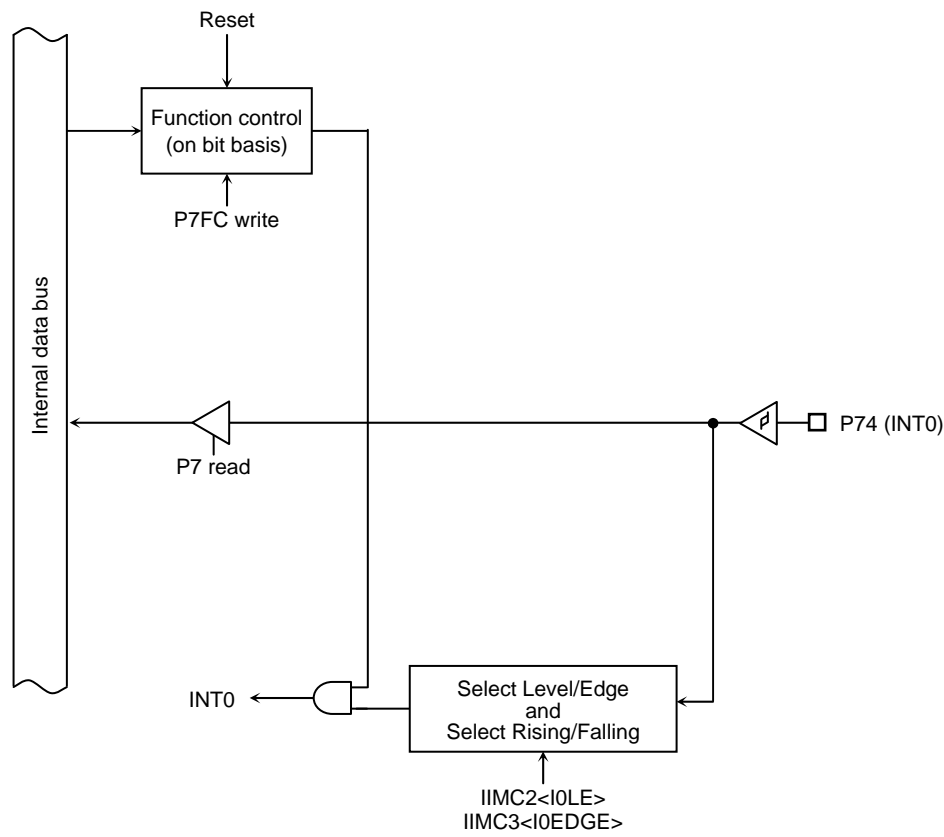 Reset
Function control
(on bit basis)
P7FC write
Internal data bus
P7 read
P74 (INT0)
INT0
Select Level/Edge
and
Select Rising/Falling
IIMC2<I0LE>
IIMC3<I0EDGE>